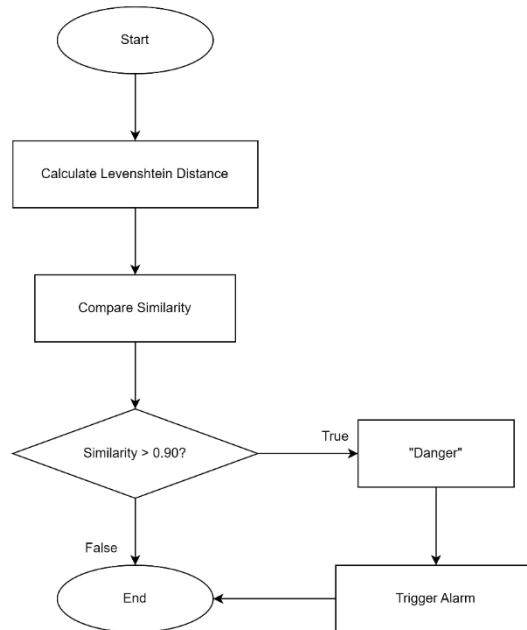 Start
Calculate Levenshtein Distance
Compare Similarity
Similarity > 0.90?
True
"Danger"
False
End
Trigger Alarm